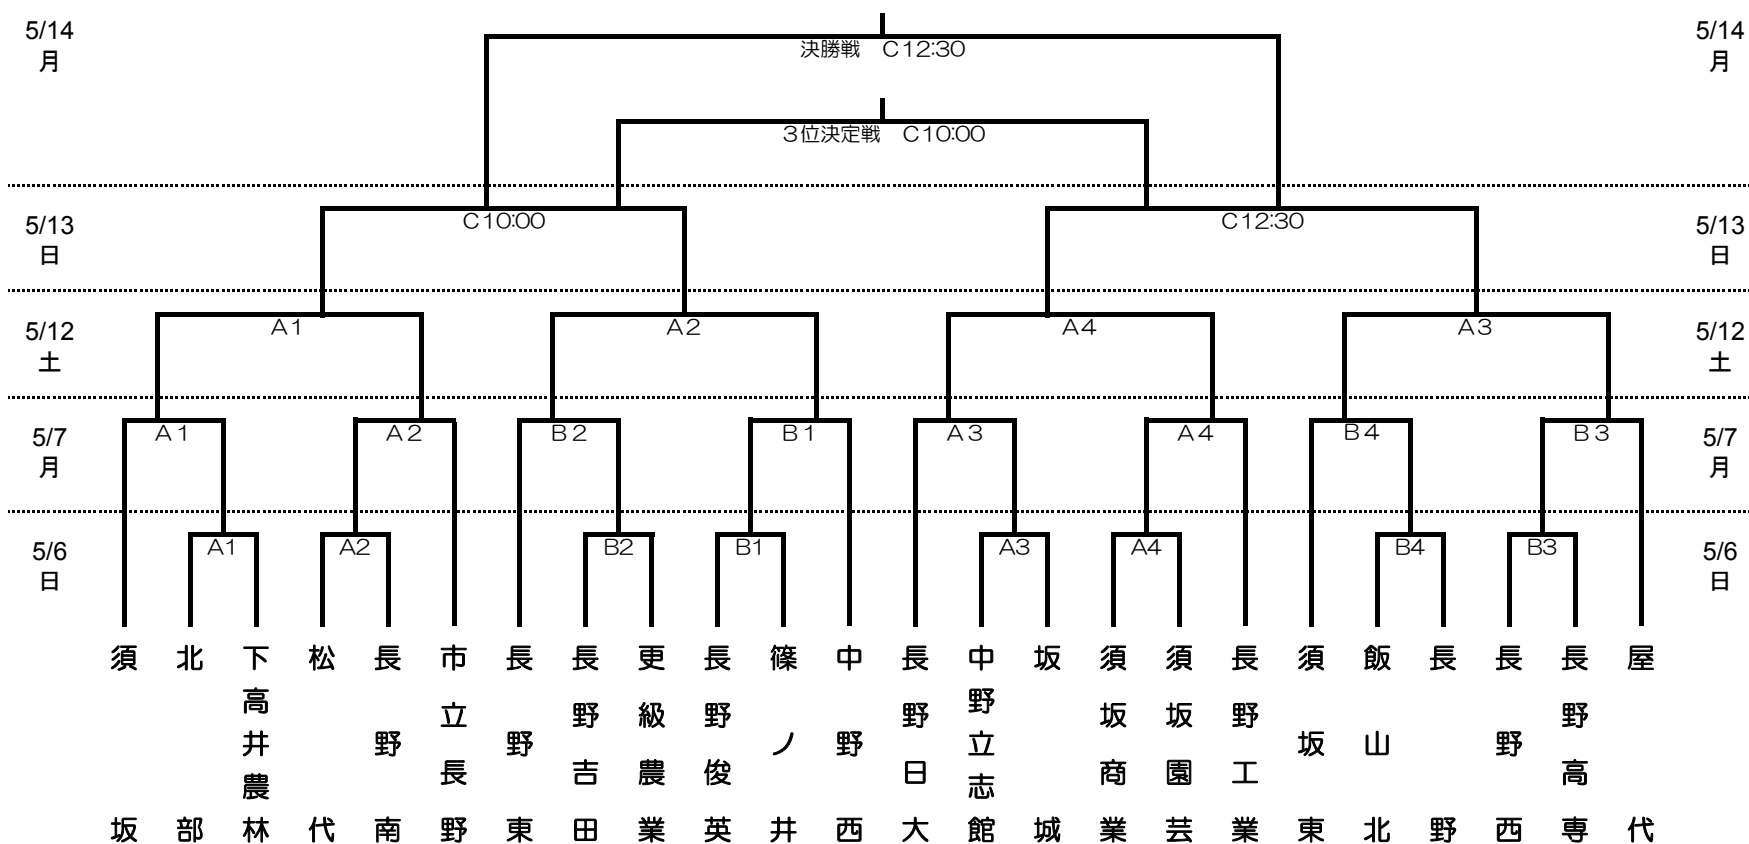 5/14
月
5/14
月
決勝戦　C12:30
３位決定戦　C10:00
5/13
日
C10:00
C12:30
5/13
日
5/12
土
A1
A2
A4
A3
5/12
土
5/7
月
A1
A2
B2
B1
A3
A4
B4
B3
5/7
月
5/6
日
A1
A2
B2
B1
A3
A4
B4
B3
5/6
日
須坂
北部
下高井農林
松代
長野南
市立長野
長野東
長野吉田
更級農業
長野俊英
篠ノ井
中野西
長野日大
中野立志館
坂城
須坂商業
須坂園芸
長野工業
須坂東
飯山北
長野
長野西
長野高専
屋代